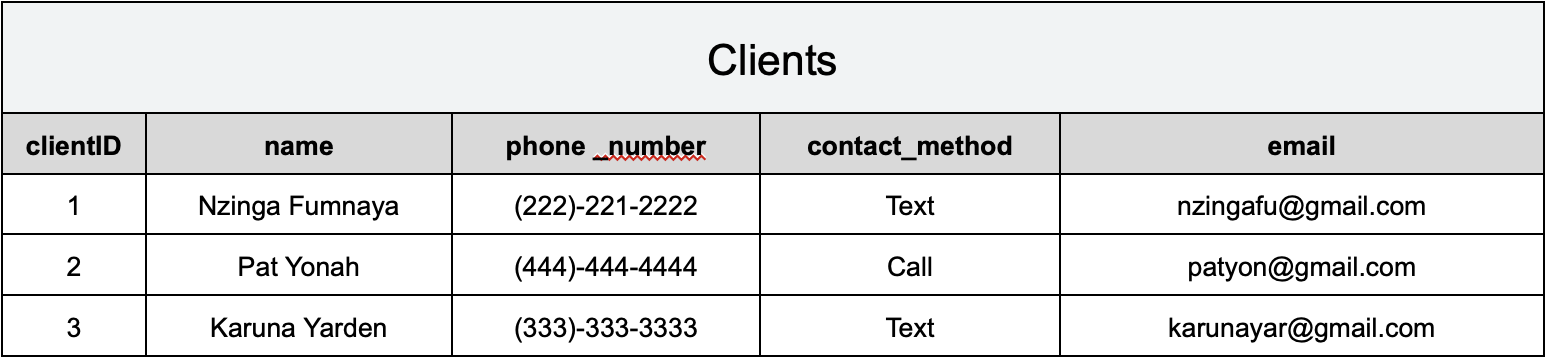 Clients
clientID name phone _number contact_method email
1 Nzinga Fumnaya (222)-221-2222 Text nzingafu@gmail.com
2 Pat Yonah (444)-444-4444 Call patyon@gmail.com
3 Karuna Yarden (333)-333-3333 Text karunayar@gmail.com